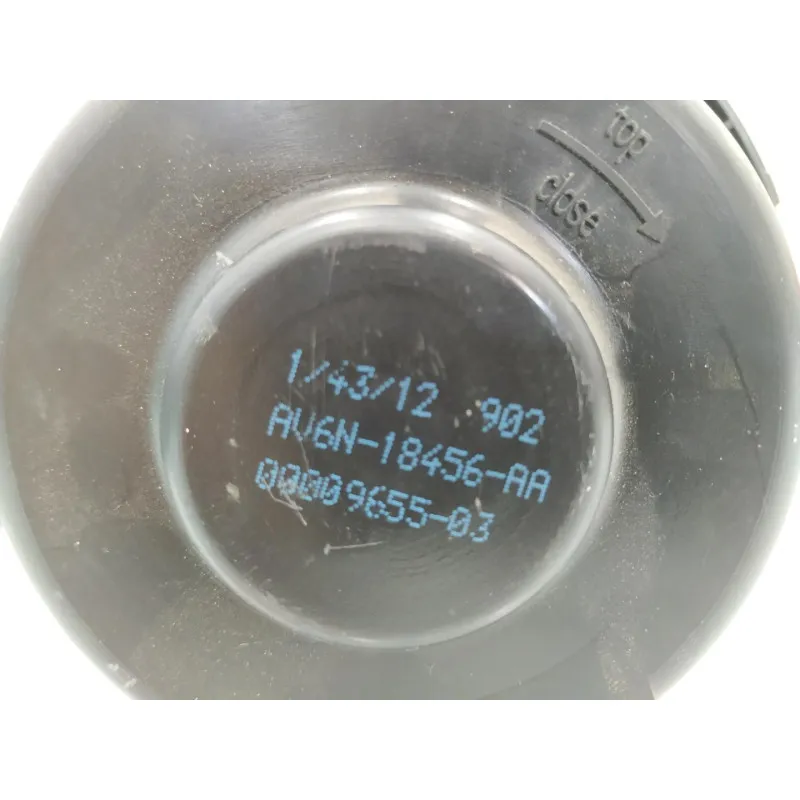 top
close
1/43/12 902
AV6N-18456-AA
00009655-03